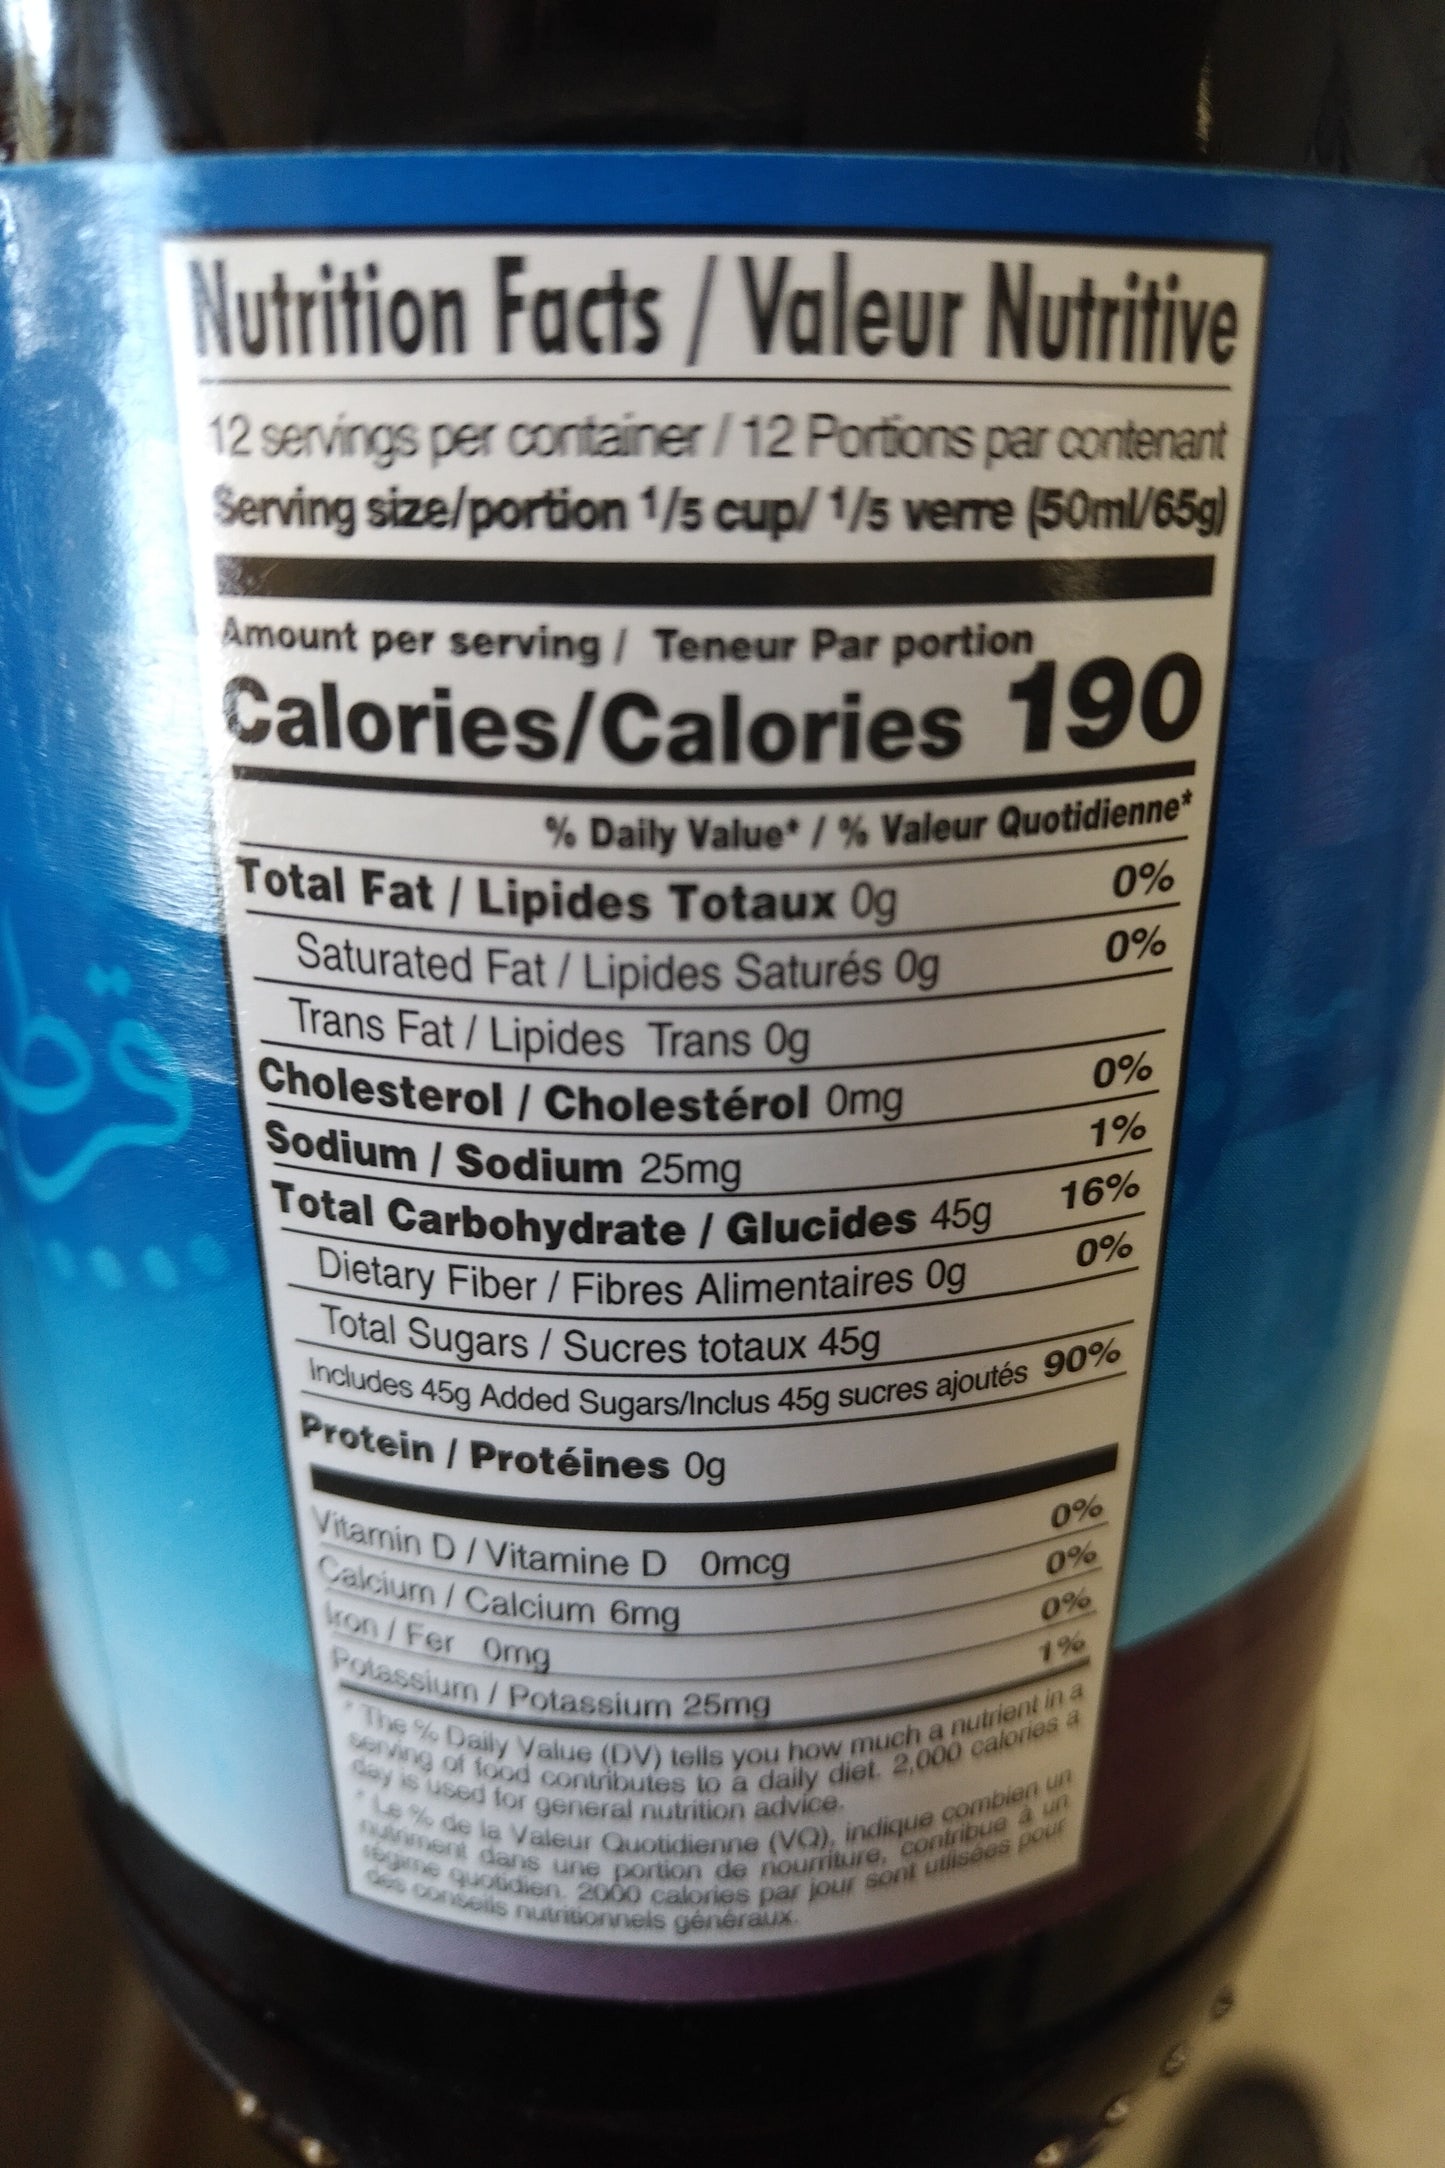 Nutrition Facts / Valeur Nutritive
12 servings per container / 12 Portions par contenant
Serving size/portion 1/5 cup/ 1/5 verre (50ml/65g)
Amount per serving / Teneur Par portion
Calories/Calories 190
% Daily Value* / % Valeur Quotidienne*
Total Fat / Lipides Totaux 0g 0%
Saturated Fat / Lipides Saturés 0g 0%
Trans Fat / Lipides Trans 0g
Cholesterol / Cholestérol 0mg 0%
Sodium / Sodium 25mg 1%
Total Carbohydrate / Glucides 45g 16%
Dietary Fiber / Fibres Alimentaires 0g 0%
Total Sugars / Sucres totaux 45g
Includes 45g Added Sugars/Inclus 45g sucres ajoutés 90%
Protein / Protéines 0g
Vitamin D / Vitamine D 0mcg 0%
Calcium / Calcium 6mg 0%
Iron / Fer 0mg 0%
Potassium / Potassium 25mg 1%
* The % Daily Value (DV) tells you how much a nutrient in a
serving of food contributes to a daily diet. 2,000 calories a
day is used for general nutrition advice.
* Le % de la Valeur Quotidienne (VQ), indique combien un
nutriment dans une portion de nourriture, contribue à un
régime quotidien. 2000 calories par jour sont utilisées pour
des conseils nutritionnels généraux.